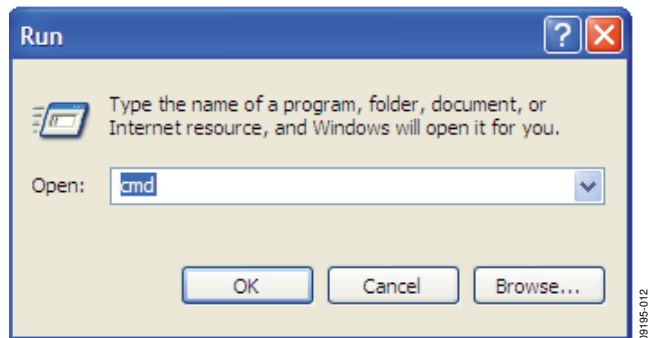 Run
Type the name of a program, folder, document, or
Internet resource, and Windows will open it for you.
Open: cmd
OK Cancel Browse...
09195-012